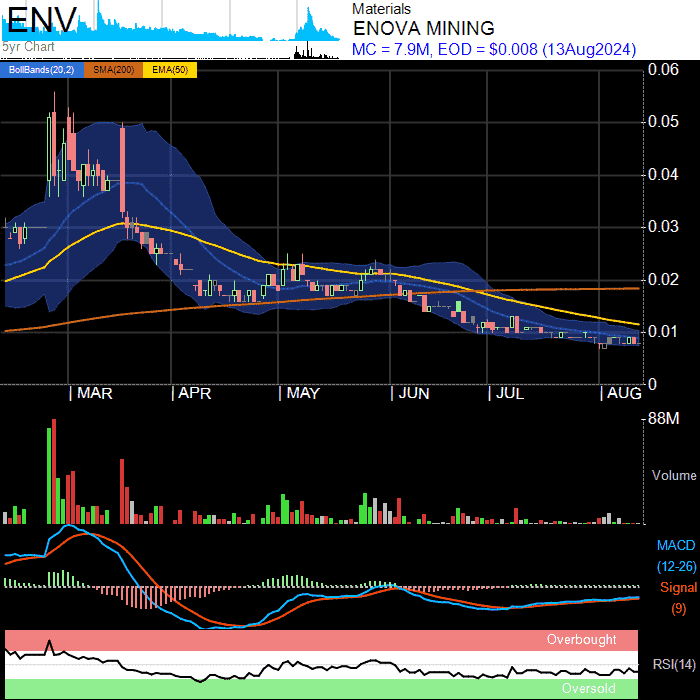 ENV
5yr Chart
Materials
ENOVA MINING
MC = 7.9M, EOD = $0.008 (13Aug2024)
BollBands(20,2) SMA(200) EMA(50)
0.06
0.05
0.04
0.03
0.02
0.01
0
| MAR | APR | MAY | JUN | JUL | AUG
88M
Volume
MACD
(12-26)
Signal
(9)
Overbought
RSI(14)
Oversold